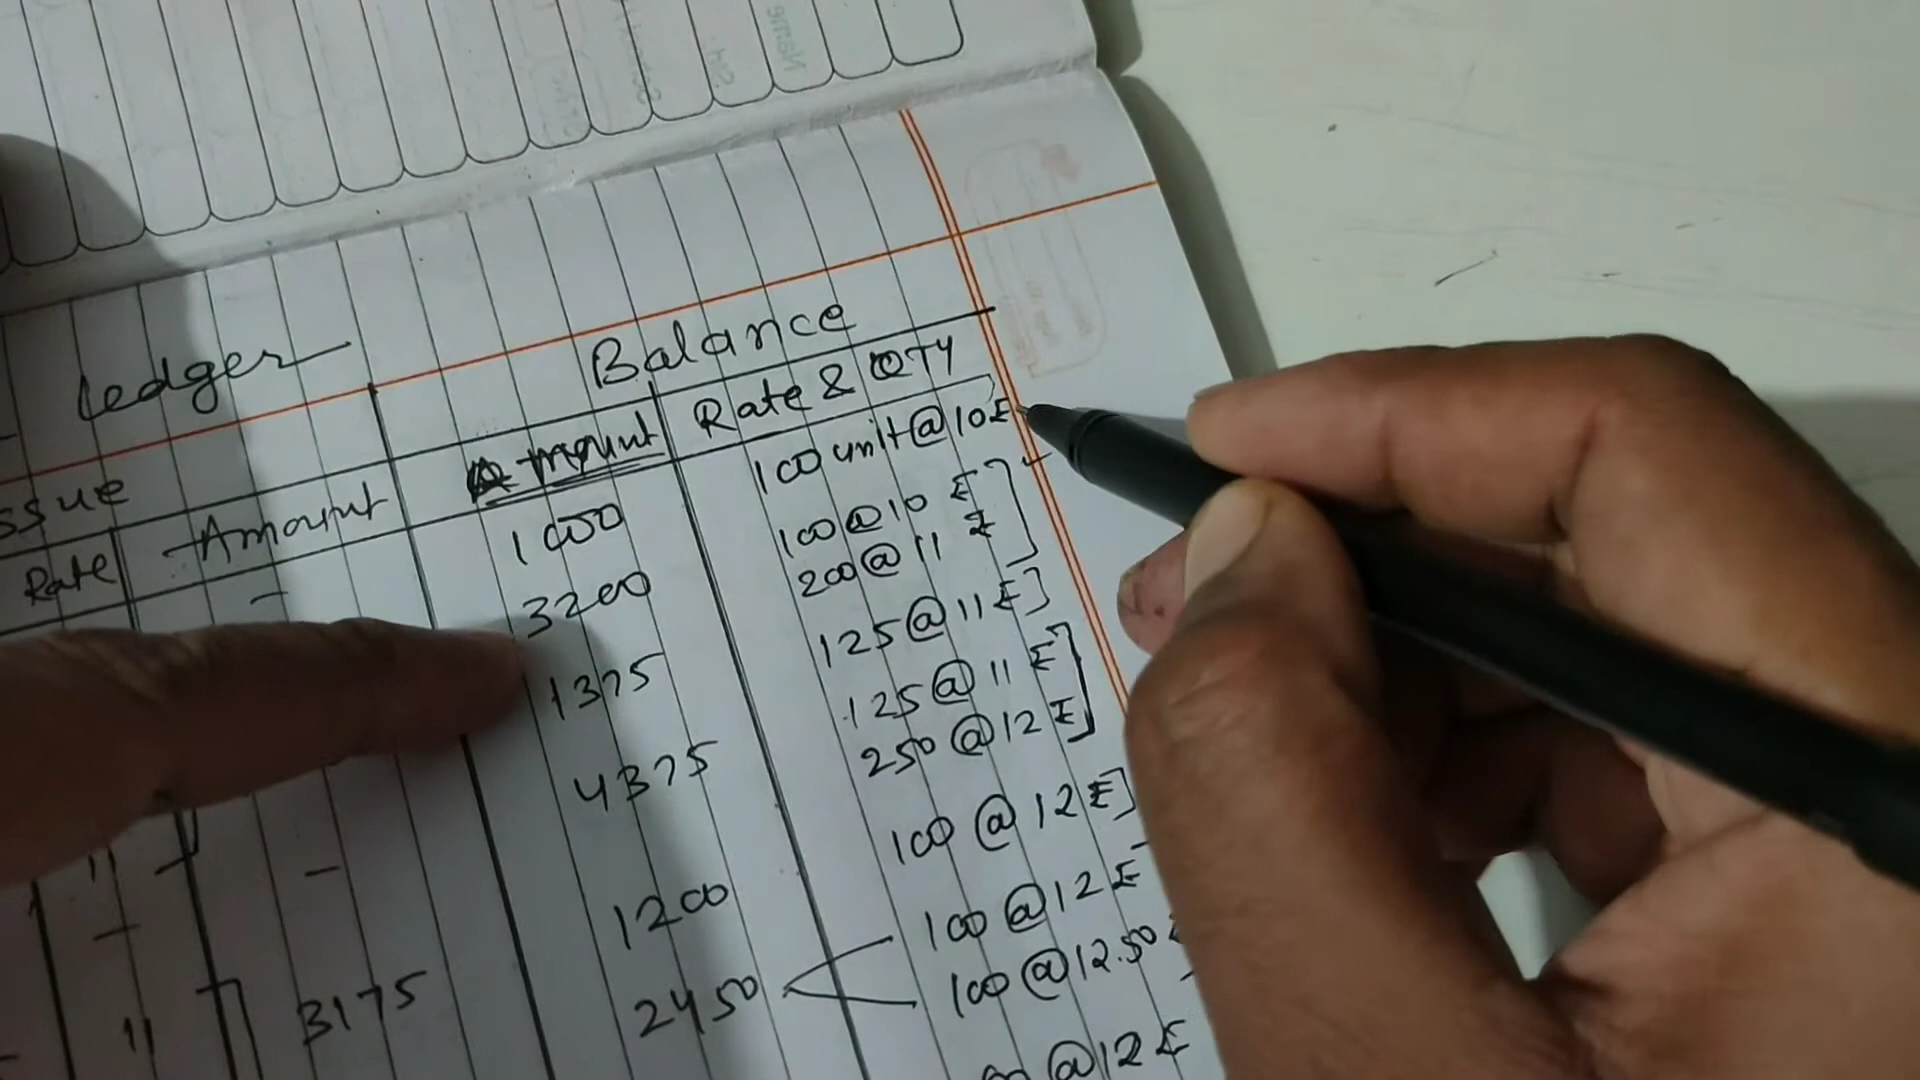 Ledger
Balance
Issue
Rate Amount Amount Rate & QTY
- 1000 100 unit @ 10 £
3200 100 @ 10 £
200 @ 11 £
1375 125 @ 11 £
4375 125 @ 11 £
250 @ 12 £
11 - 1200 100 @ 12 £
- 2450 100 @ 12 £
100 @ 12.50
11 3175
@ 12 £